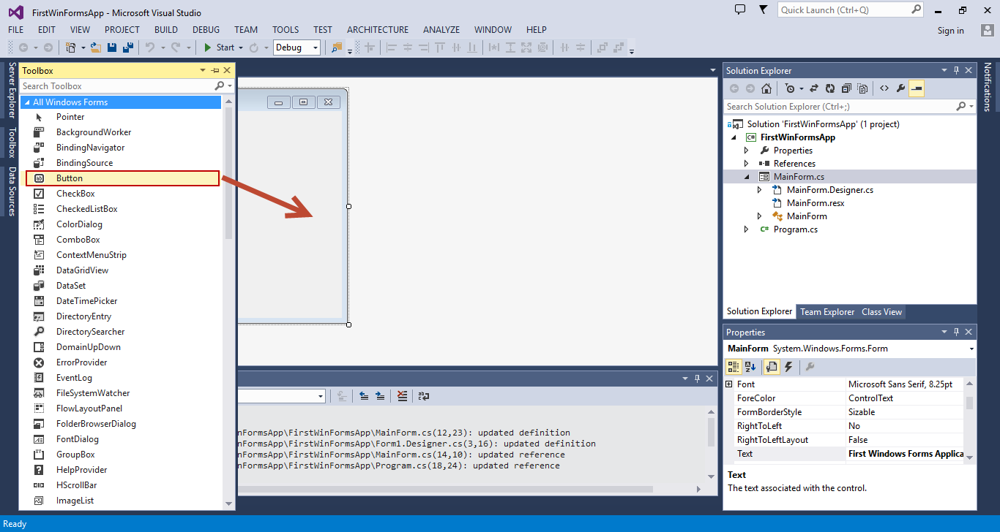 FirstWinFormsApp - Microsoft Visual Studio
Quick Launch (Ctrl+Q)
FILE EDIT VIEW PROJECT BUILD DEBUG TEAM TOOLS TEST ARCHITECTURE ANALYZE WINDOW HELP
Sign in
Start Debug
Server Explorer
Toolbox
Data Sources
Toolbox
Search Toolbox
All Windows Forms
Pointer
BackgroundWorker
BindingNavigator
BindingSource
Button
CheckBox
CheckedListBox
ColorDialog
ComboBox
ContextMenuStrip
DataGridView
DataSet
DateTimePicker
DirectoryEntry
DirectorySearcher
DomainUpDown
ErrorProvider
EventLog
FileSystemWatcher
FlowLayoutPanel
FolderBrowserDialog
FontDialog
GroupBox
HelpProvider
HScrollBar
ImageList
nFormsApp\FirstWinFormsApp\MainForm.cs(12,23): updated definition
nFormsApp\FirstWinFormsApp\Form1.Designer.cs(3,16): updated definition
nFormsApp\FirstWinFormsApp\MainForm.cs(14,10): updated reference
nFormsApp\FirstWinFormsApp\Program.cs(18,24): updated reference
Solution Explorer
Search Solution Explorer (Ctrl+;)
Solution 'FirstWinFormsApp' (1 project)
C# FirstWinFormsApp
Properties
References
MainForm.cs
MainForm.Designer.cs
MainForm.resx
MainForm
C# Program.cs
Solution Explorer Team Explorer Class View
Properties
MainForm System.Windows.Forms.Form
Font Microsoft Sans Serif, 8.25pt
ForeColor ControlText
FormBorderStyle Sizable
RightToLeft No
RightToLeftLayout False
Text First Windows Forms Applica
Text
The text associated with the control.
Notifications
Ready